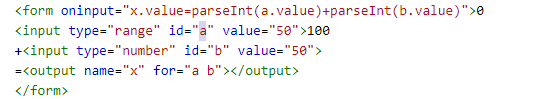 <form oninput="x.value=parseInt(a.value)+parseInt(b.value)">0
<input type="range" id="a" value="50">100
+<input type="number" id="b" value="50">
=<output name="x" for="a b"></output>
</form>